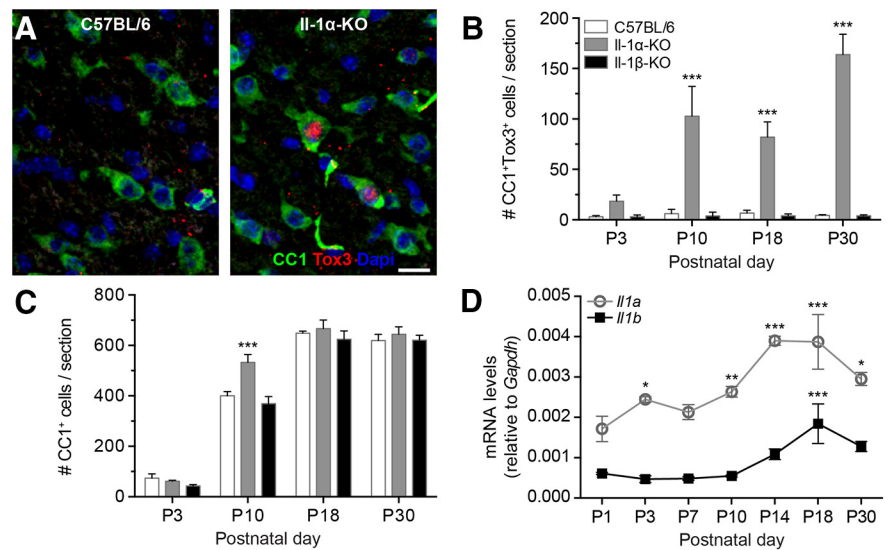 A
C57BL/6
Il-1α-KO
CC1 Tox3 Dapi
B
# CC1+Tox3+ cells / section
200
150
100
50
0
C57BL/6
Il-1α-KO
Il-1β-KO
***
***
***
P3 P10 P18 P30
Postnatal day
C
# CC1+ cells / section
800
600
400
200
0
***
P3 P10 P18 P30
Postnatal day
D
mRNA levels
(relative to Gapdh)
0.005
0.004
0.003
0.002
0.001
0.000
Il1a
Il1b
*
**
***
***
*
***
P1 P3 P7 P10 P14 P18 P30
Postnatal day